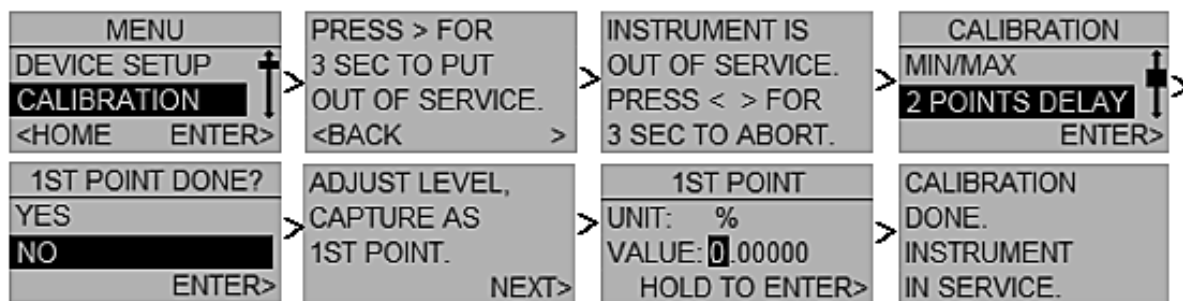 MENU
DEVICE SETUP
CALIBRATION
<HOME ENTER>
>
PRESS > FOR
3 SEC TO PUT
OUT OF SERVICE.
<BACK >
>
INSTRUMENT IS
OUT OF SERVICE.
PRESS < > FOR
3 SEC TO ABORT.
>
CALIBRATION
MIN/MAX
2 POINTS DELAY
ENTER>
>
1ST POINT DONE?
YES
NO
ENTER>
>
ADJUST LEVEL,
CAPTURE AS
1ST POINT.
NEXT>
>
1ST POINT
UNIT: %
VALUE: 0.00000
HOLD TO ENTER>
>
CALIBRATION
DONE.
INSTRUMENT
IN SERVICE.